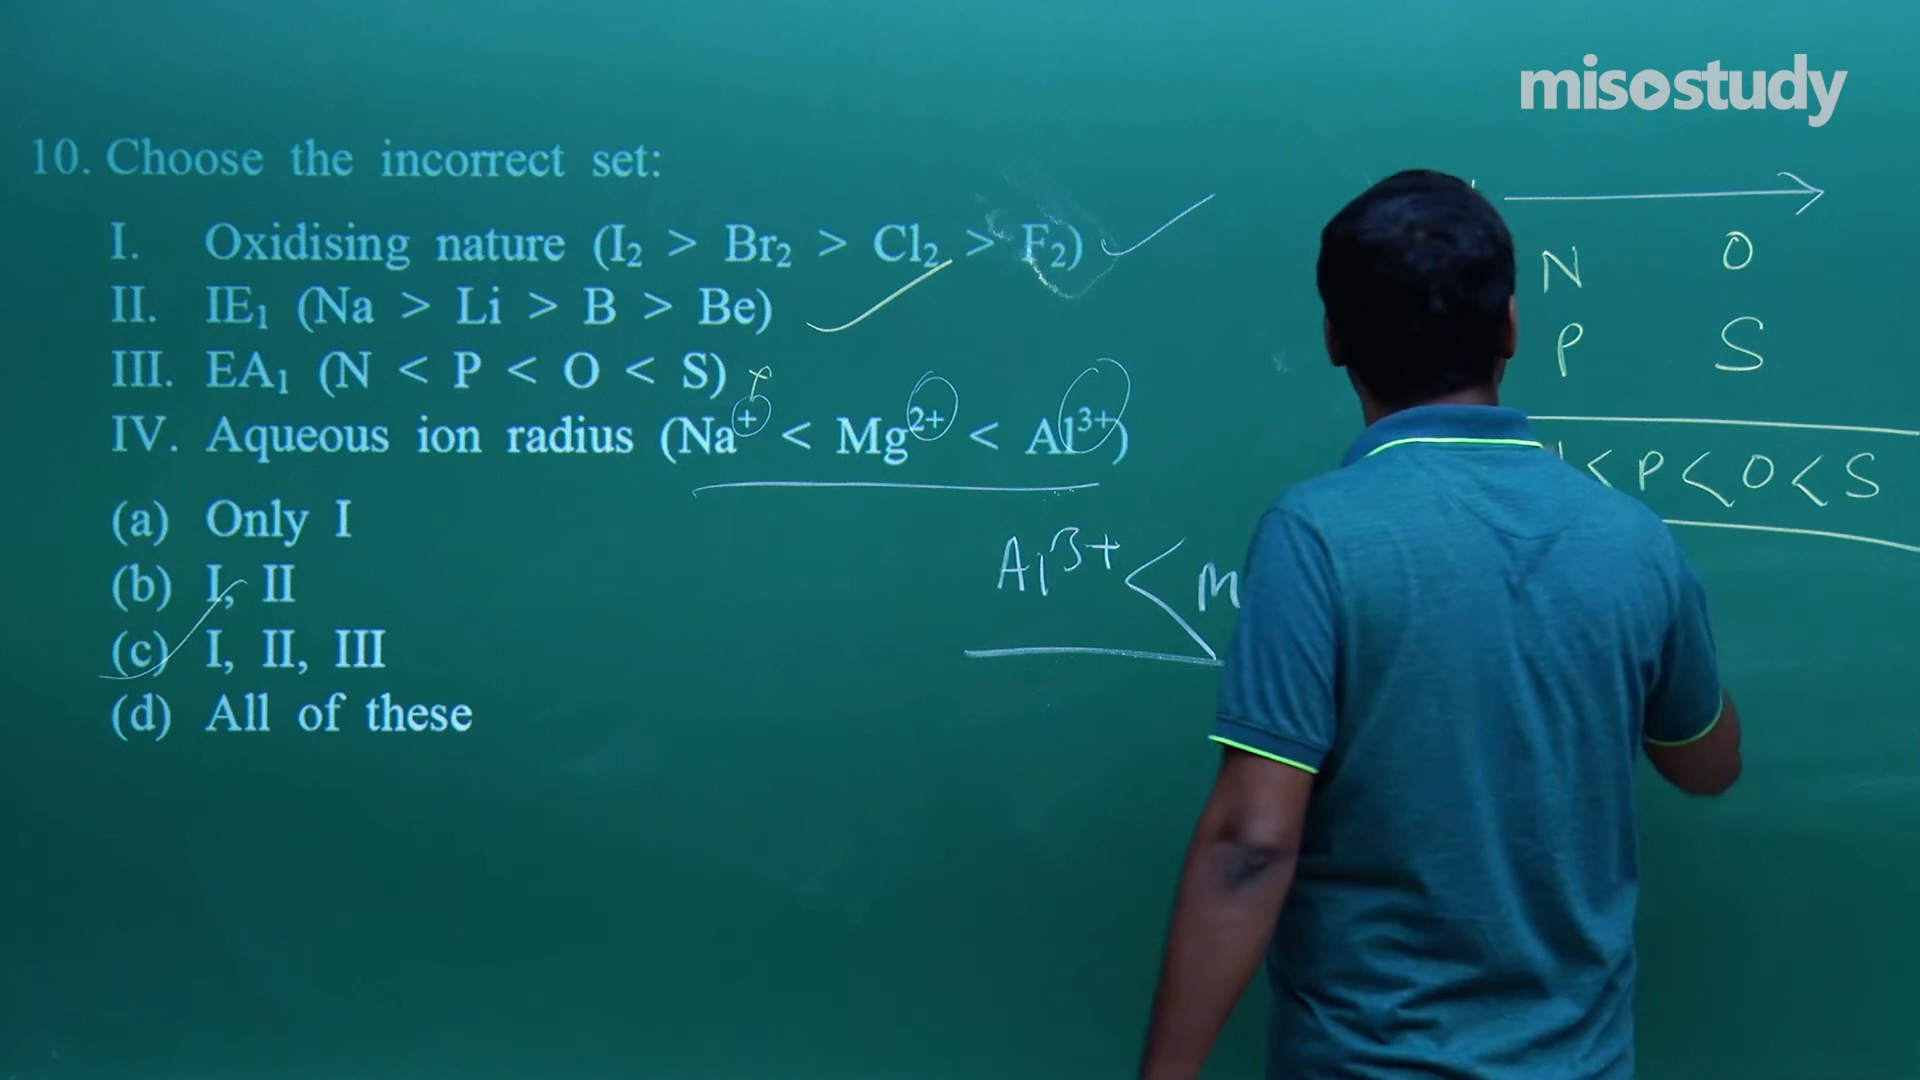 misostudy
10. Choose the incorrect set:
I. Oxidising nature (I₂ > Br₂ > Cl₂ > F₂)
II. IE₁ (Na > Li > B > Be)
III. EA₁ (N < P < O < S)
IV. Aqueous ion radius (Na⁺ < Mg²⁺ < Al³⁺)
(a) Only I
(b) I, II
(c) I, II, III
(d) All of these
+
Al³⁺ < M
N O
P S
< P < O < S